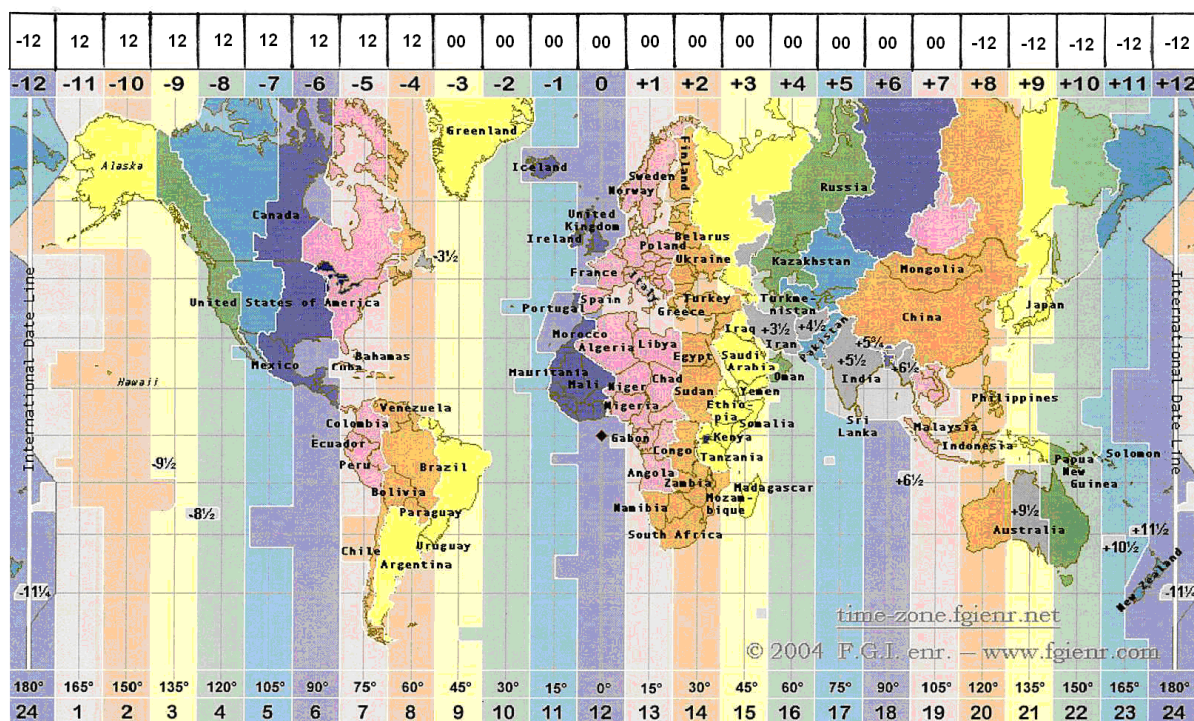 -12 12 12 12 12 12 12 12 12 00 00 00 00 00 00 00 00 00 00 00 -12 -12 -12 -12 -12
-12 -11 -10 -9 -8 -7 -6 -5 -4 -3 -2 -1 0 +1 +2 +3 +4 +5 +6 +7 +8 +9 +10 +11 +12
Greenland
Alaska
Iceland
Finland
Sweden
Norway
Russia
Canada
United
Kingdom
Ireland
Belarus
Poland
Ukraine
-3½
Kazakhstan
Mongolia
France
Italy
United States of America
Spain
Portugal
Turkey
Greece
Turkme-
nistan
Japan
China
Morocco
Algeria
Libya
Iraq
+3½
+4½
Iran
Pakistan
+5¾
Bahamas
Cuba
Mexico
Egypt
Saudi
Arabia
+5½
+6½
Hawaii
Mauritania
Mali
Niger
Chad
Oman
India
Sudan
Yemen
Philippines
Venezuela
Nigeria
Ethio-
pia
Colombia
Somalia
Sri
Lanka
Malaysia
Ecuador
Gabon
Kenya
Indonesia
Congo
Tanzania
Papua
New
Guinea
Solomon
Peru
Brazil
-9½
Angola
+6½
Zambia
Madagascar
Bolivia
Mozam-
bique
-8½
Paraguay
Namibia
+9½
Australia
+11½
+10½
Uruguay
South Africa
Chile
Argentina
New Zealand
-11¼
-11¼
International Date Line
International Date Line
time-zone.fgienr.net
© 2004 F.G.I. enr. – www.fgienr.com
180° 165° 150° 135° 120° 105° 90° 75° 60° 45° 30° 15° 0° 15° 30° 45° 60° 75° 90° 105° 120° 135° 150° 165° 180°
24 1 2 3 4 5 6 7 8 9 10 11 12 13 14 15 16 17 18 19 20 21 22 23 24